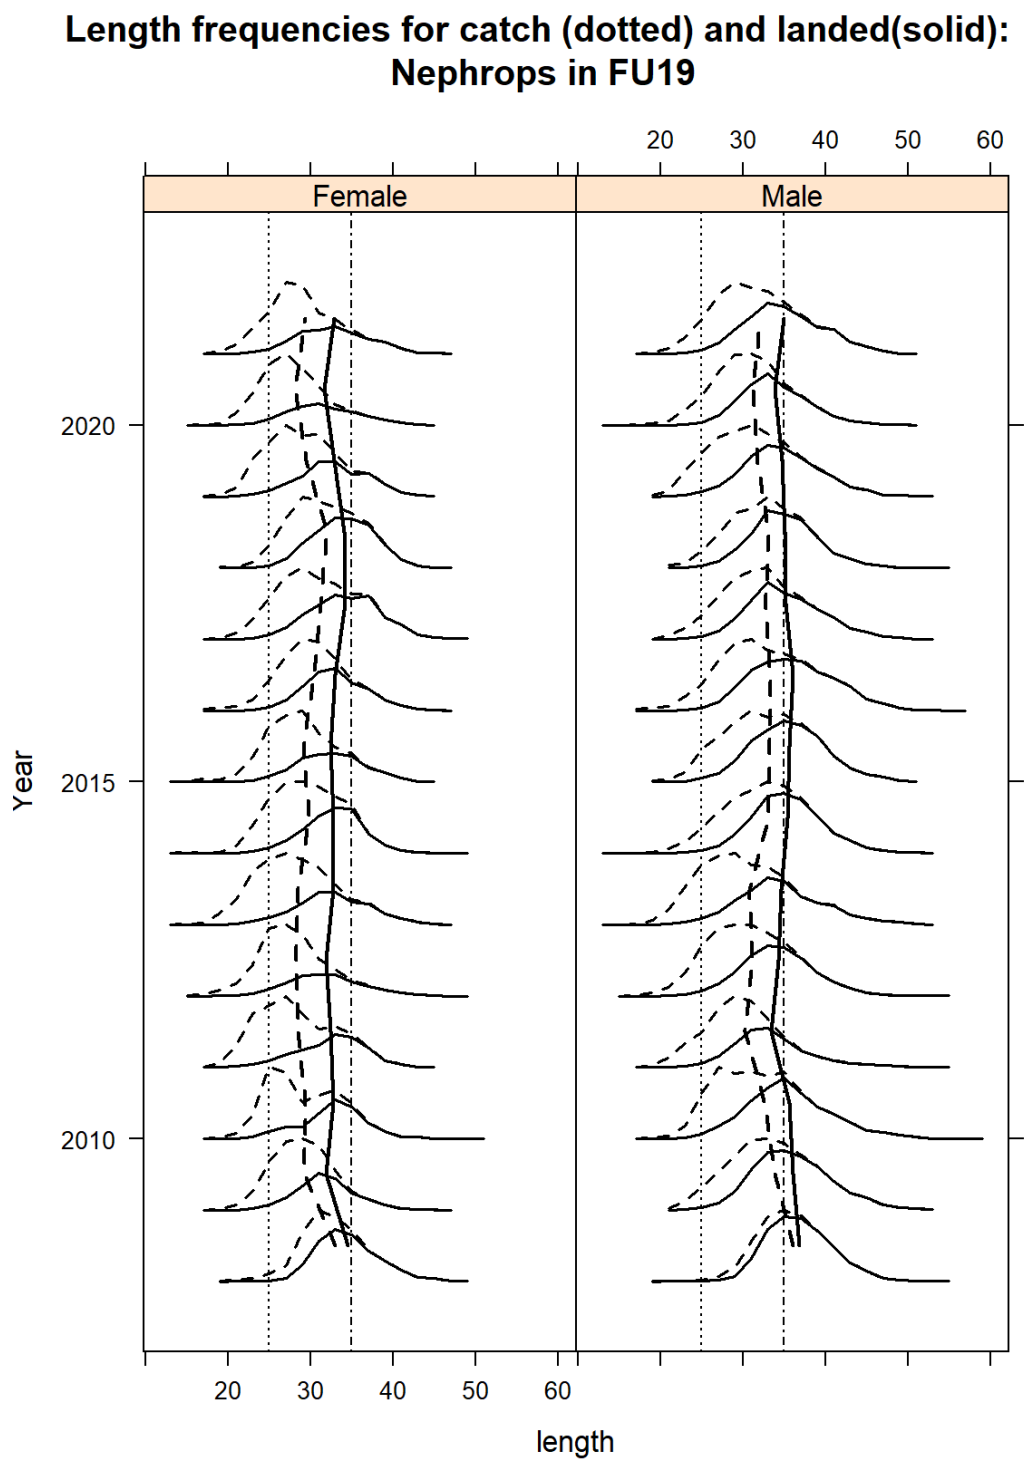 Length frequencies for catch (dotted) and landed(solid):
Nephrops in FU19
20 30 40 50 60
Female Male
2020
2015
2010
Year
20 30 40 50 60
length